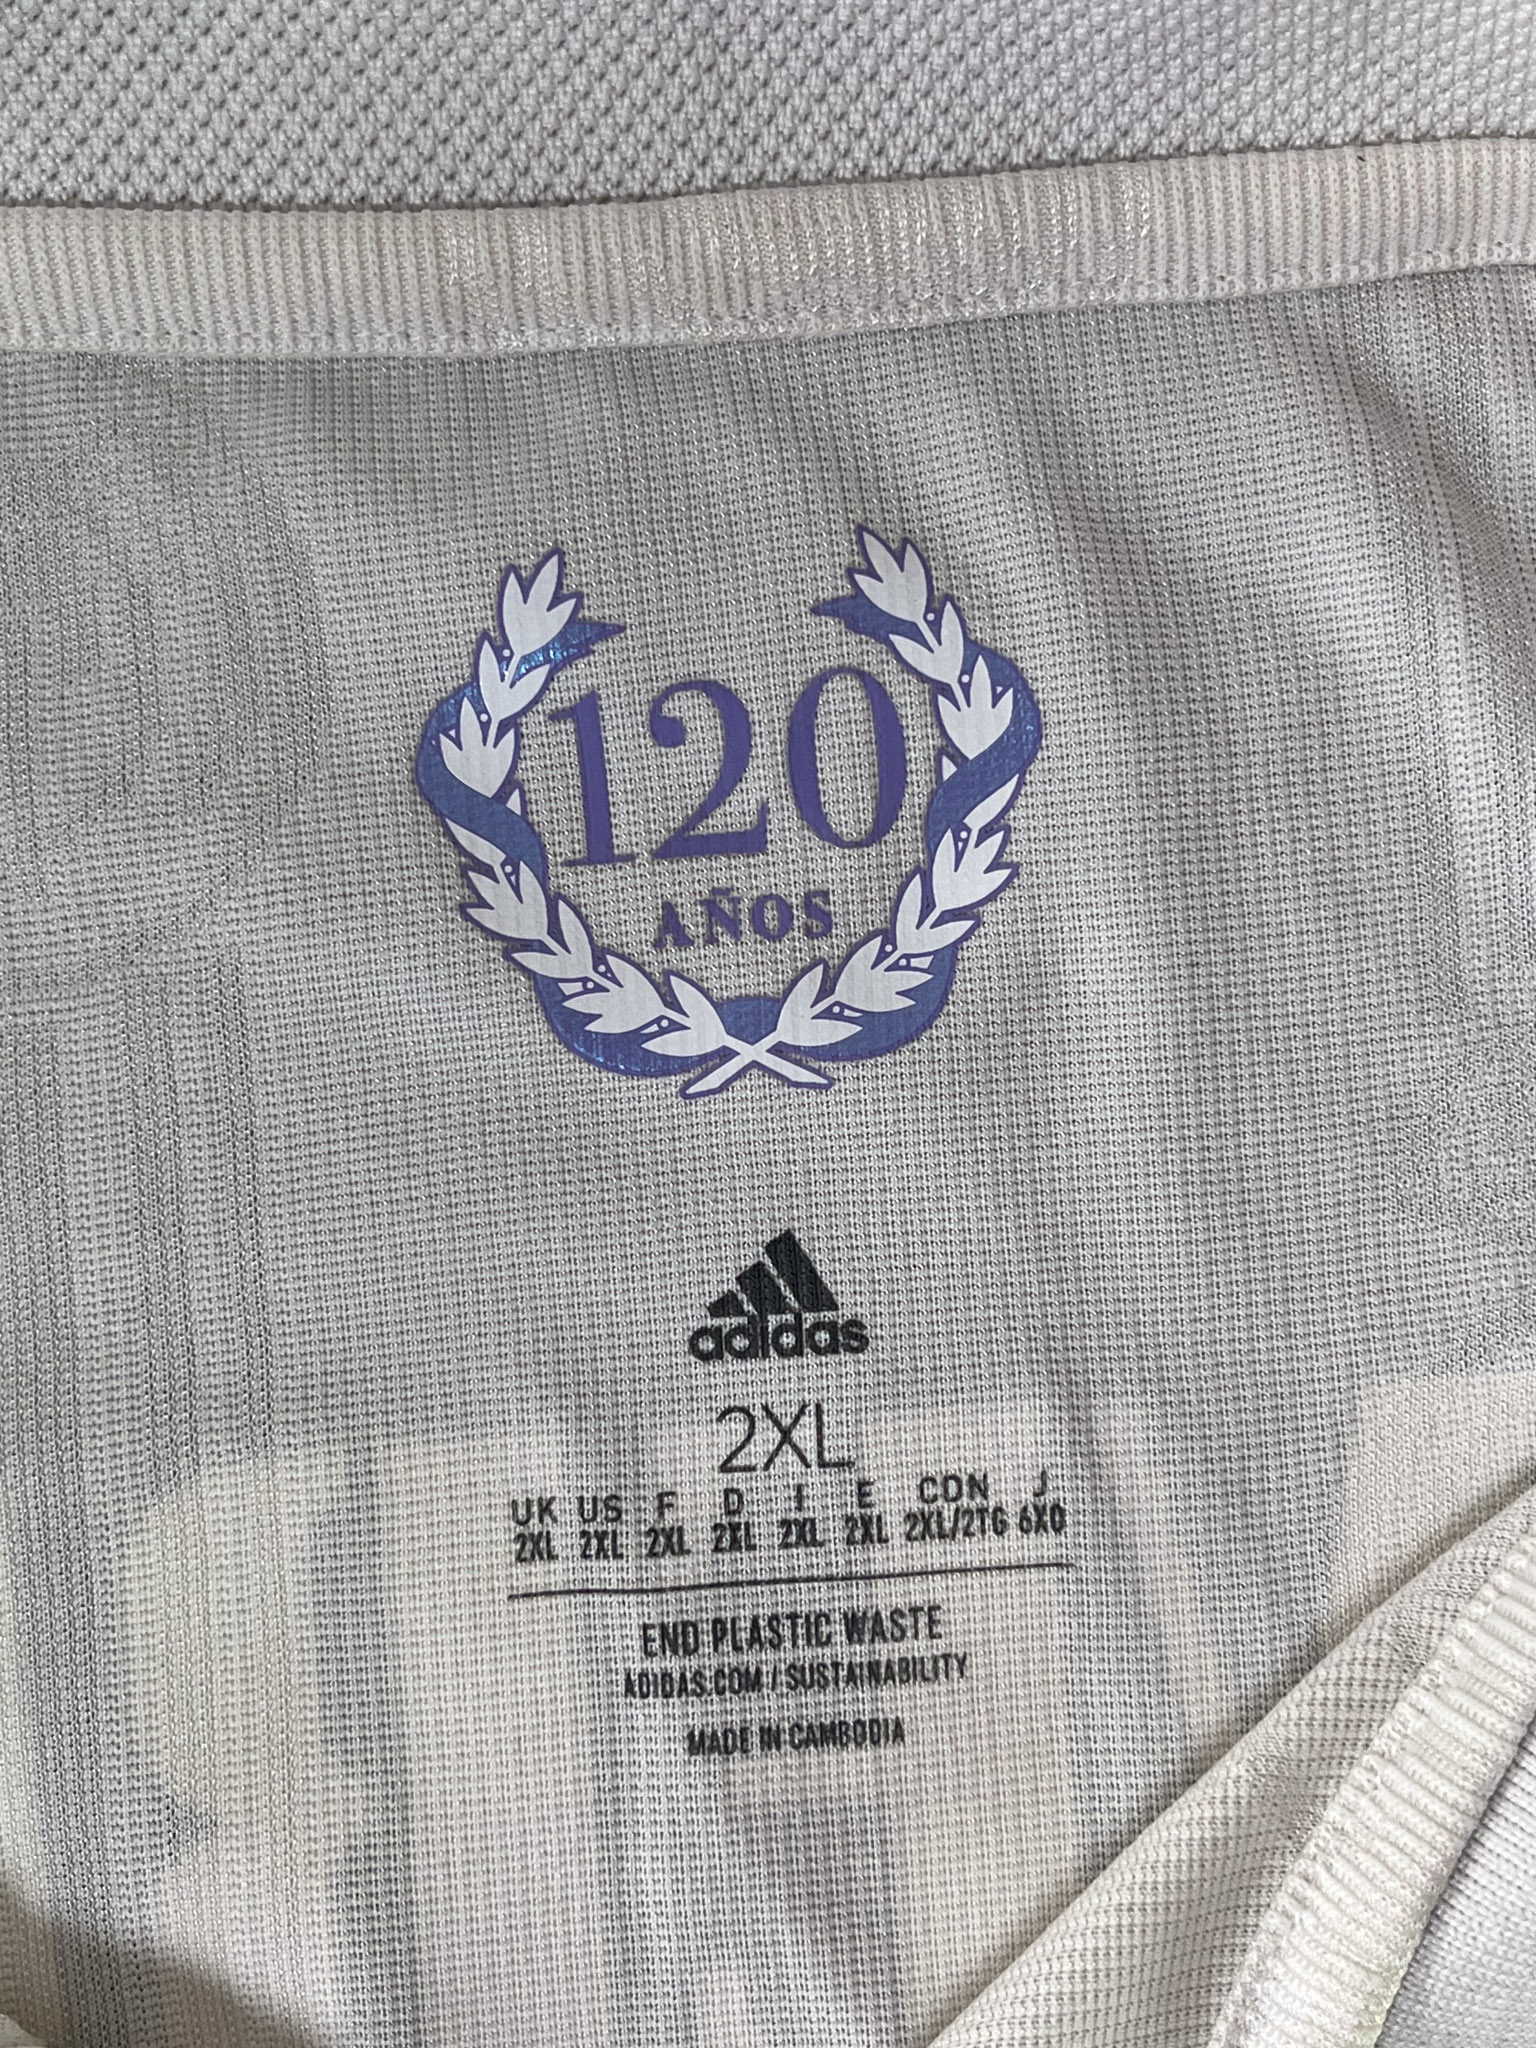 120
AÑOS
adidas
2XL
UK US F D I E CDN J
2XL 2XL 2XL 2XL 2XL 2XL 2XL/2TG 6XO
END PLASTIC WASTE
ADIDAS.COM / SUSTAINABILITY
MADE IN CAMBODIA